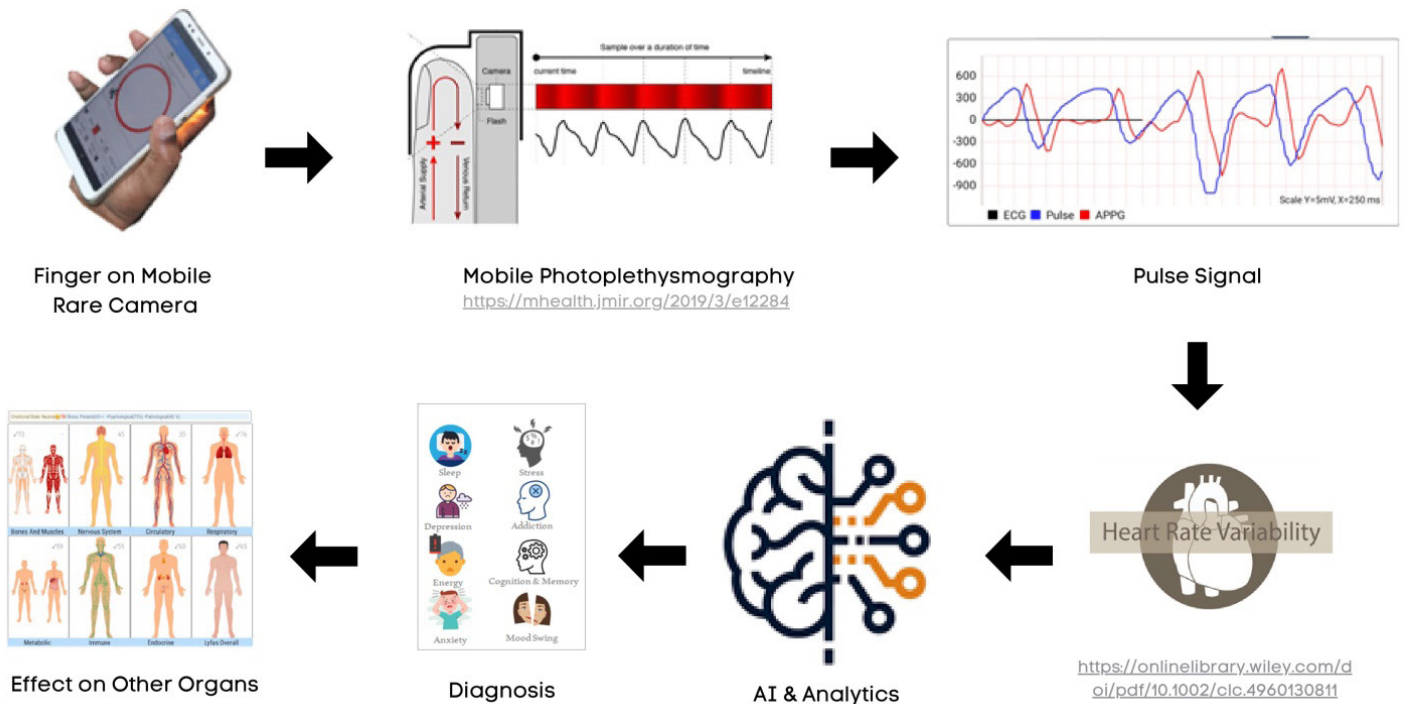 Sample over a duration of time
current time
timeline
Camera
Flash
+
−
Arterial Supply
Venous Return
600
300
0
-300
-600
-900
Scale Y=5mV, X=250 ms
ECG Pulse APPG
Finger on Mobile
Rare Camera
Mobile Photoplethysmography
https://mhealth.jmir.org/2019/3/e12284
Pulse Signal
Heart Rate Variability
https://onlinelibrary.wiley.com/d
oi/pdf/10.1002/clc.4960130811
AI & Analytics
Sleep
Stress
Depression
Addiction
Energy
Cognition & Memory
Anxiety
Mood Swing
Diagnosis
Bones And Muscles
Nervous System
Circulatory
Respiratory
Metabolic
Immune
Endocrine
Lyfas Overall
Effect on Other Organs